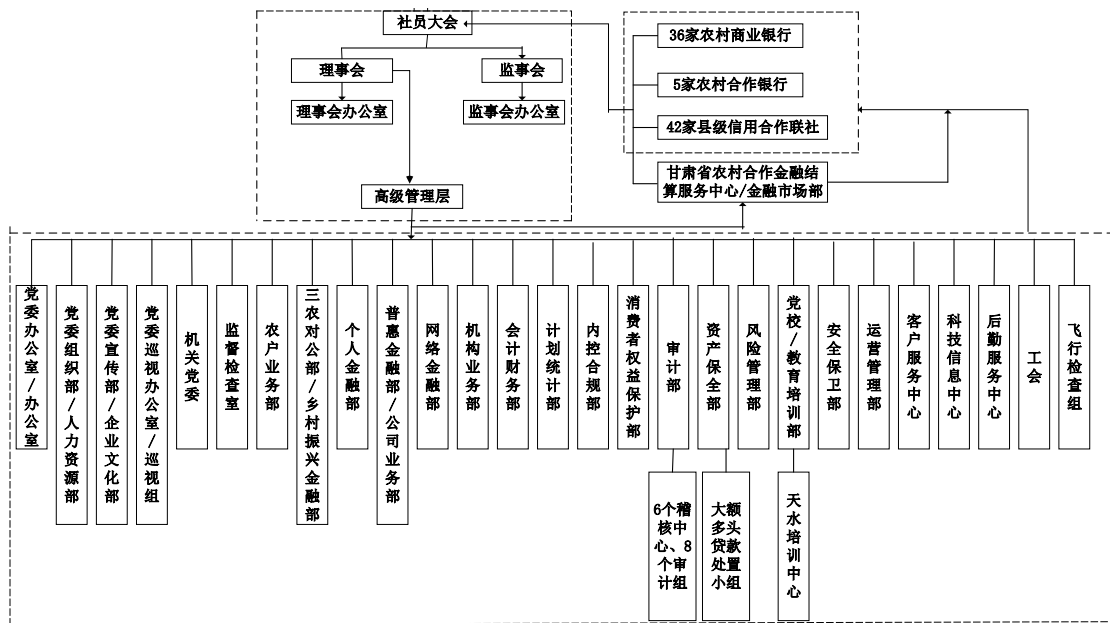 社员大会
36家农村商业银行
理事会
监事会
5家农村合作银行
理事会办公室
监事会办公室
42家县级信用合作联社
甘肃省农村合作金融结
算服务中心/金融市场部
高级管理层
党委办公室/办公室
党委组织部/人力资源部
党委宣传部/企业文化部
党委巡视办公室/巡视组
机关党委
监督检查室
农户业务部
三农对公部/乡村振兴金融部
个人金融部
普惠金融部/公司业务部
网络金融部
机构业务部
会计财务部
计划统计部
内控合规部
消费者权益保护部
审计部
资产保全部
风险管理部
党校/教育培训部
安全保卫部
运营管理部
客户服务中心
科技信息中心
后勤服务中心
工会
飞行检查组
6个稽
核中
心、8
个审
计组
大额
多头
贷款
处置
小组
天水培训中心